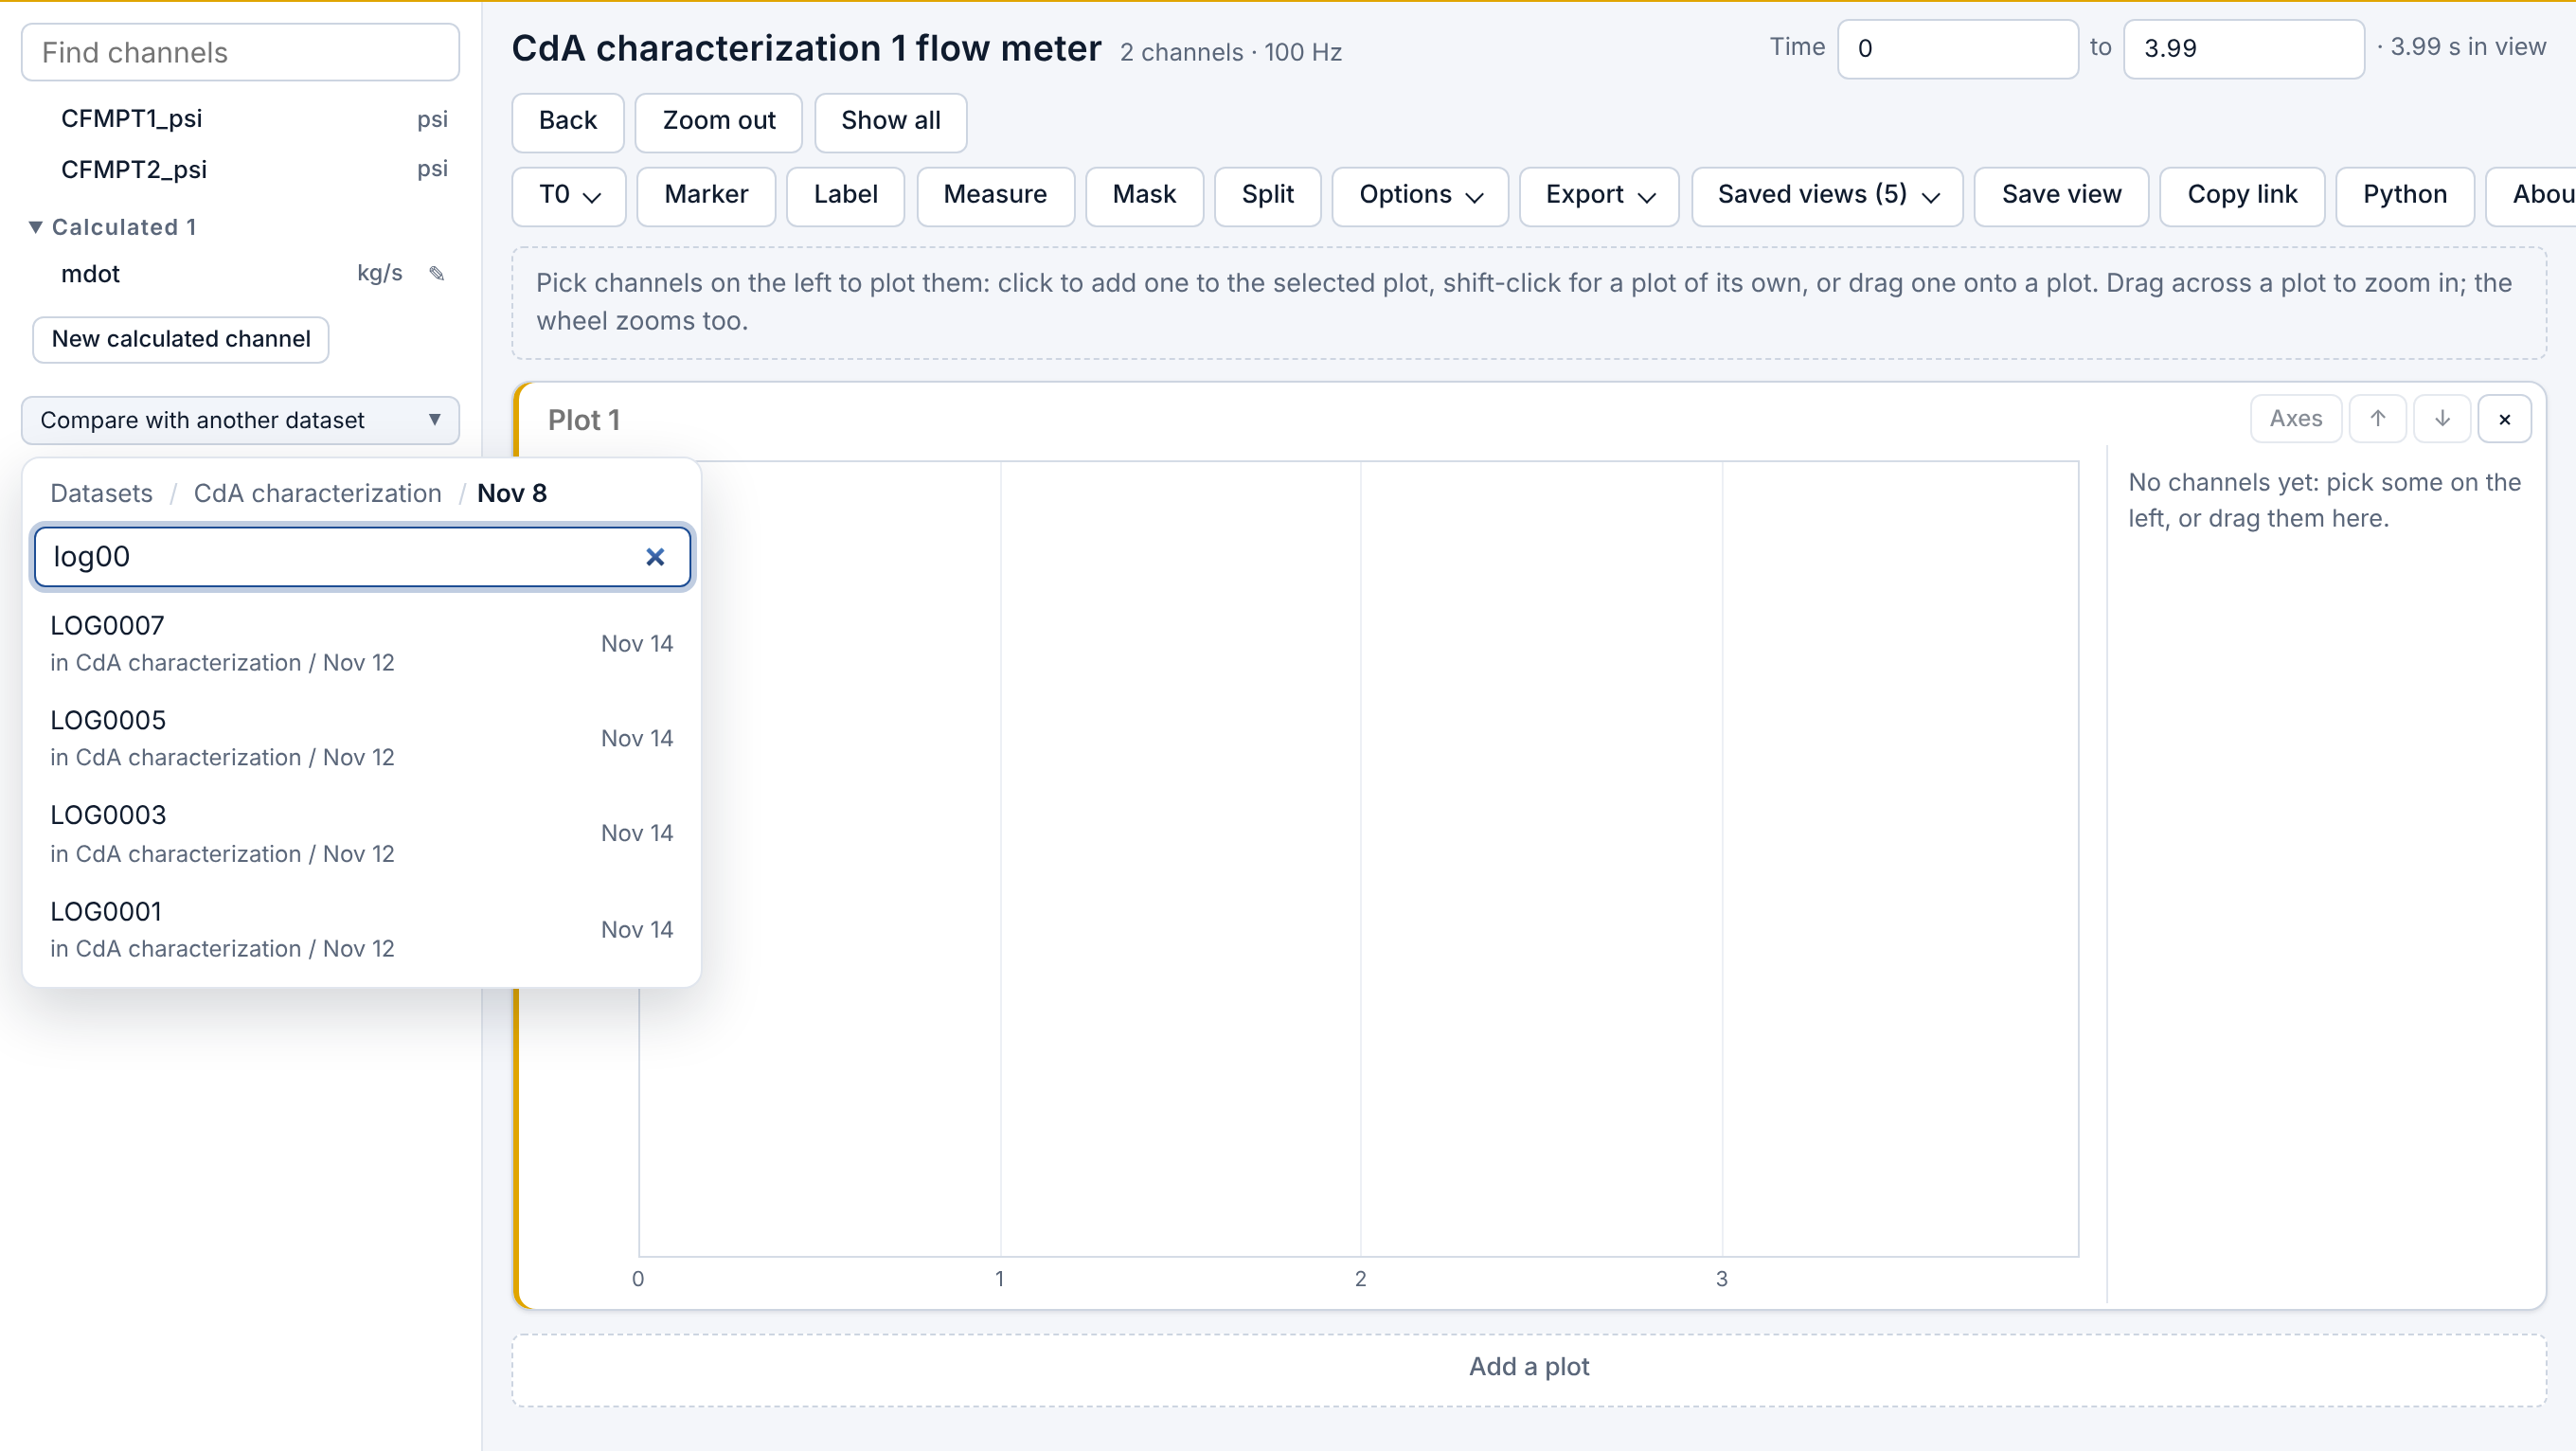 Find channels
CFMPT1_psi psi
CFMPT2_psi psi
▼ Calculated 1
mdot kg/s ✎
New calculated channel
Compare with another dataset ▼
Datasets / CdA characterization / Nov 8
log00 ×
LOG0007
in CdA characterization / Nov 12
Nov 14
LOG0005
in CdA characterization / Nov 12
Nov 14
LOG0003
in CdA characterization / Nov 12
Nov 14
LOG0001
in CdA characterization / Nov 12
Nov 14
CdA characterization 1 flow meter 2 channels · 100 Hz
Time 0 to 3.99 · 3.99 s in view
Back Zoom out Show all
T0 Marker Label Measure Mask Split Options Export Saved views (5) Save view Copy link Python Abou
Pick channels on the left to plot them: click to add one to the selected plot, shift-click for a plot of its own, or drag one onto a plot. Drag across a plot to zoom in; the
wheel zooms too.
Plot 1
Axes ↑ ↓ ×
No channels yet: pick some on the
left, or drag them here.
0 1 2 3
Add a plot